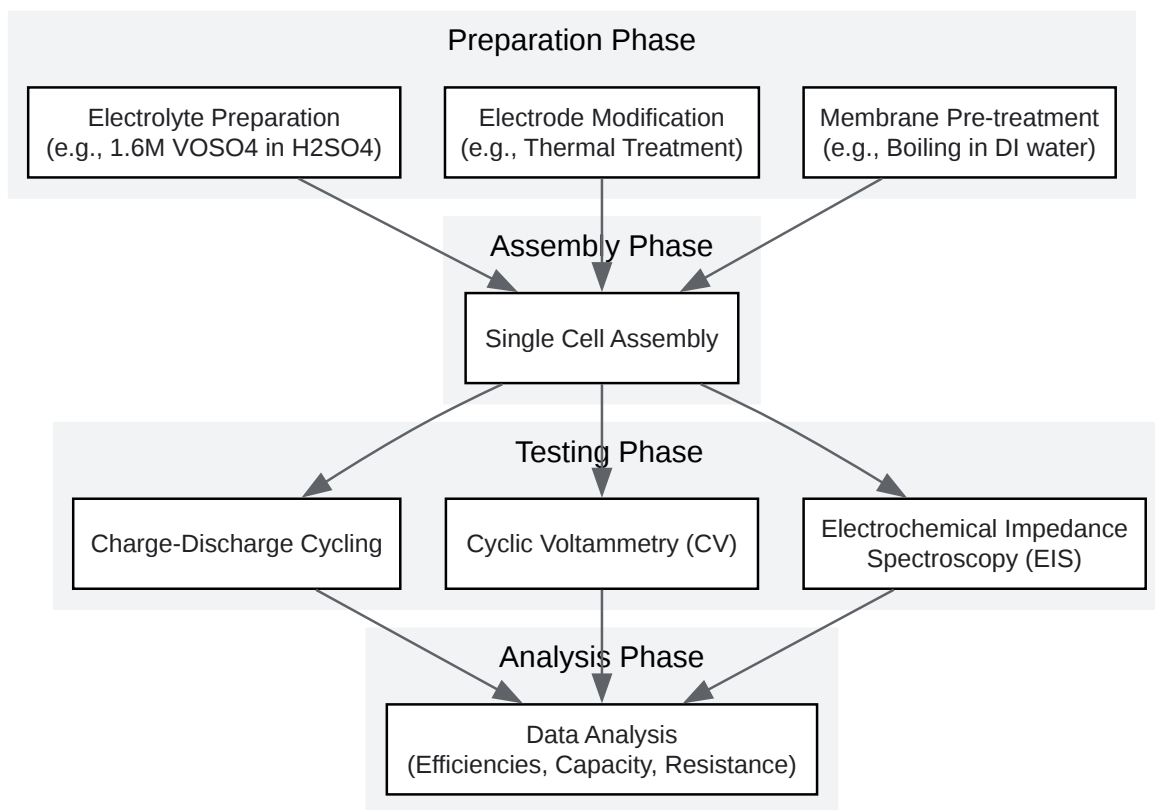 Preparation Phase
Electrolyte Preparation
(e.g., 1.6M VOSO4 in H2SO4)
Electrode Modification
(e.g., Thermal Treatment)
Membrane Pre-treatment
(e.g., Boiling in DI water)
Assembly Phase
Single Cell Assembly
Testing Phase
Charge-Discharge Cycling
Cyclic Voltammetry (CV)
Electrochemical Impedance
Spectroscopy (EIS)
Analysis Phase
Data Analysis
(Efficiencies, Capacity, Resistance)